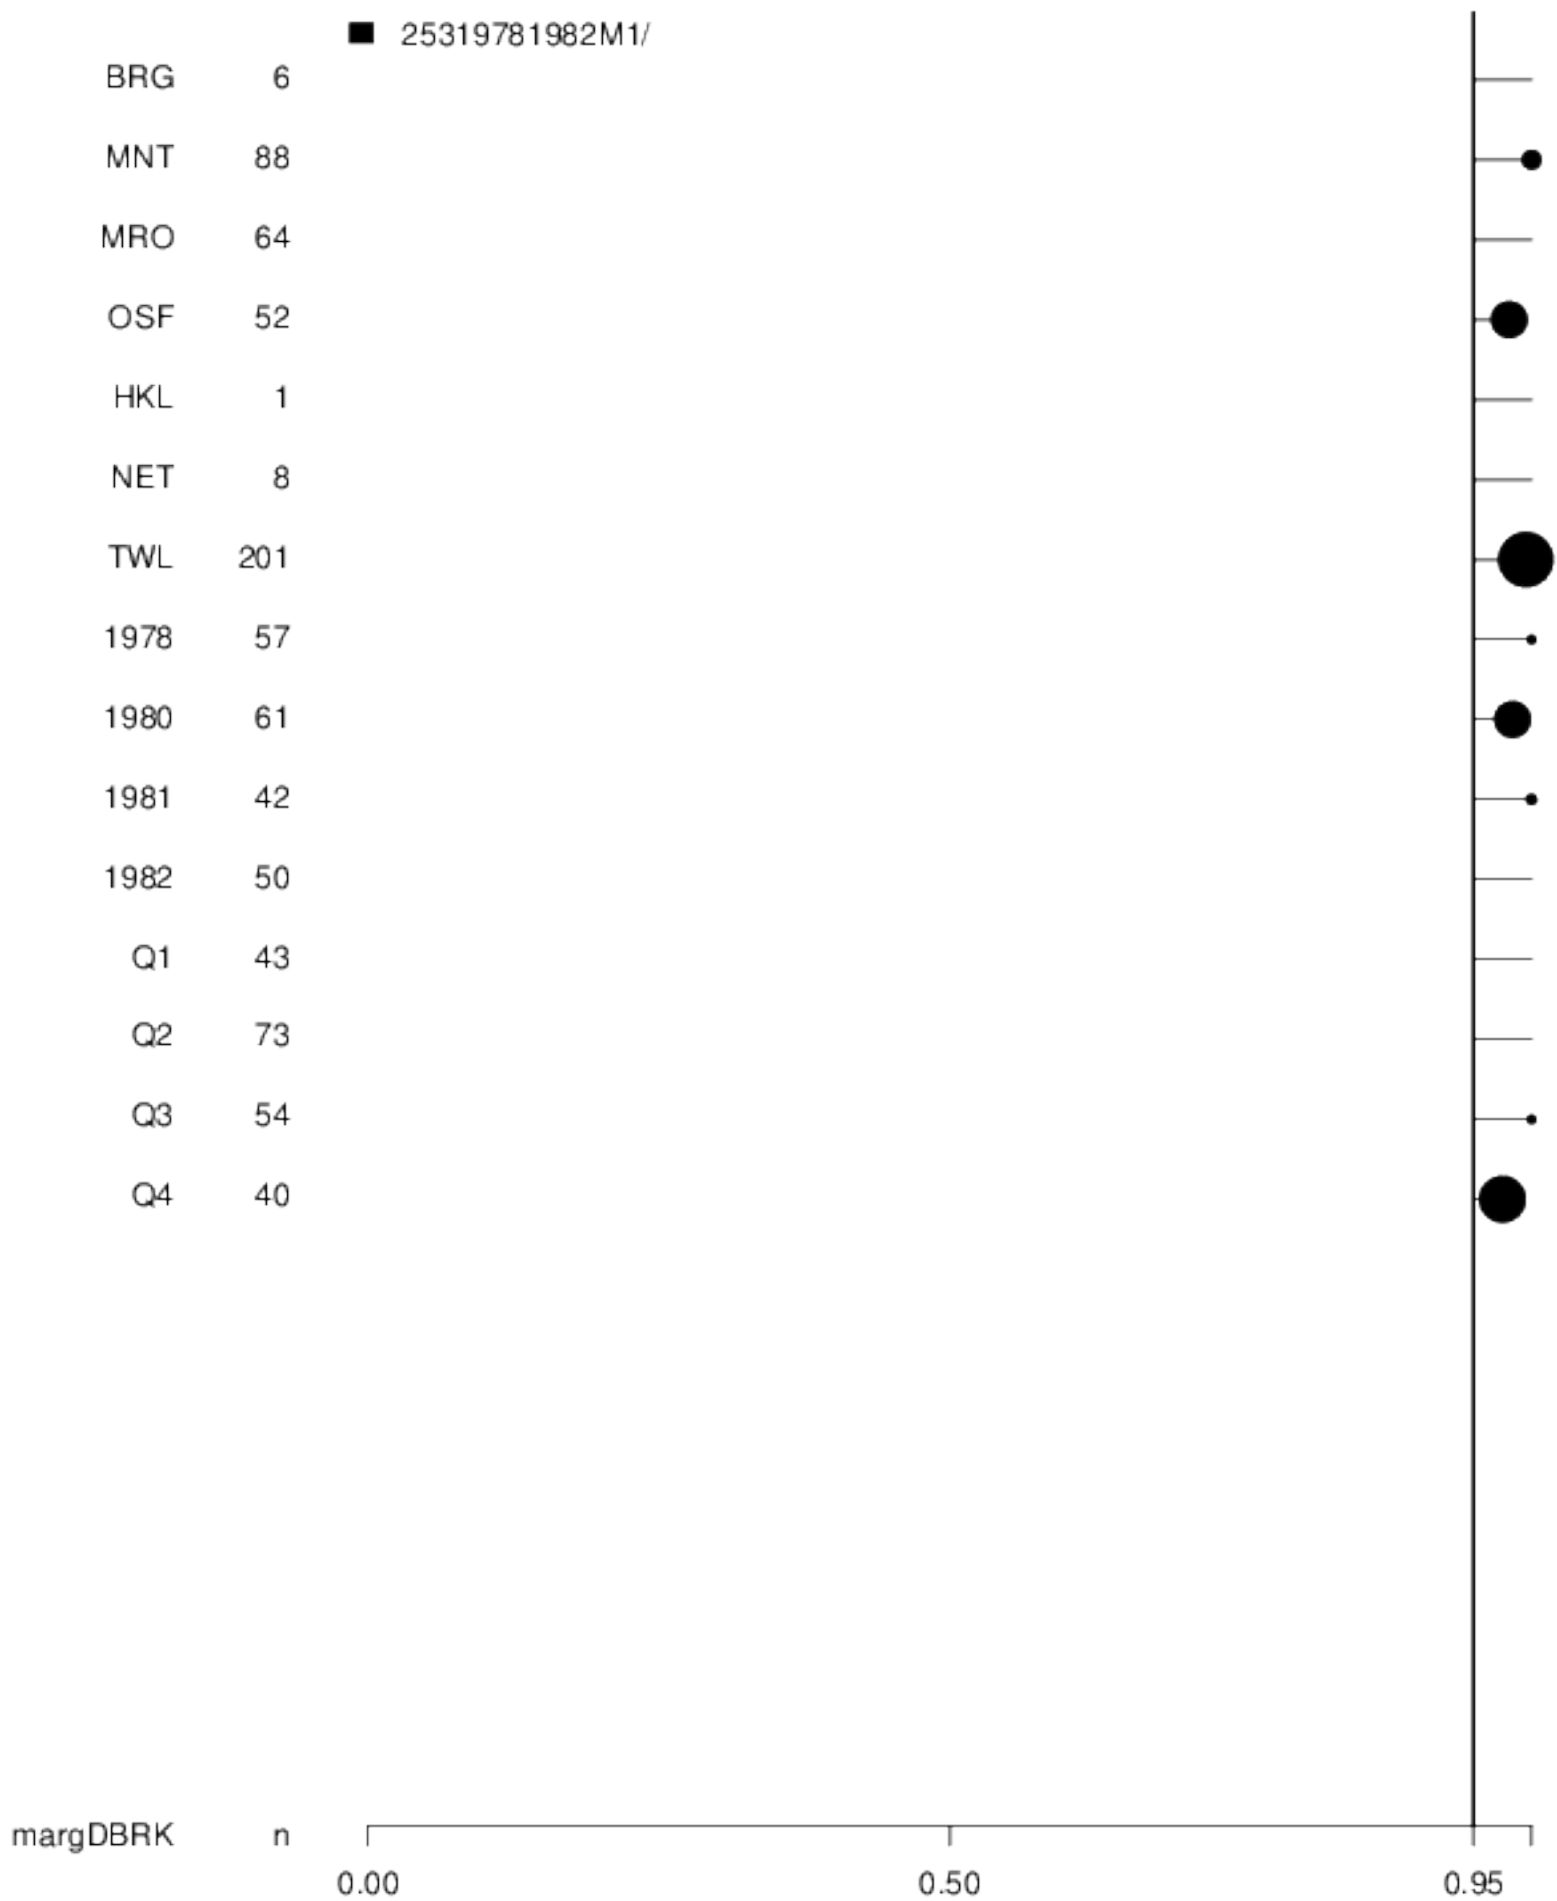 25319781982M1/
BRG 6
MNT 88
MRO 64
OSF 52
HKL 1
NET 8
TWL 201
1978 57
1980 61
1981 42
1982 50
Q1 43
Q2 73
Q3 54
Q4 40
margDBRK n
0.00 0.50 0.95